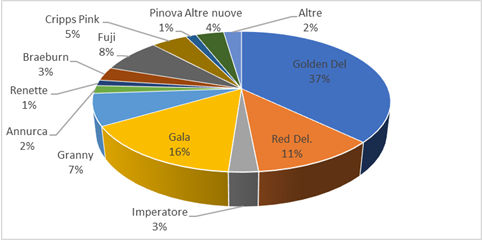 Cripps Pink
5%
Pinova
1%
Altre nuove
4%
Altre
2%
Fuji
8%
Golden Del
37%
Braeburn
3%
Renette
1%
Annurca
2%
Granny
7%
Gala
16%
Red Del.
11%
Imperatore
3%